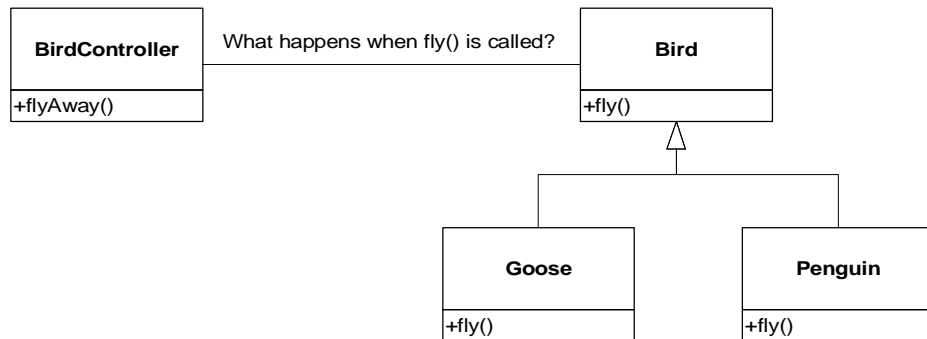 BirdController
What happens when fly() is called?
Bird
+flyAway()
+fly()
Goose
Penguin
+fly()
+fly()